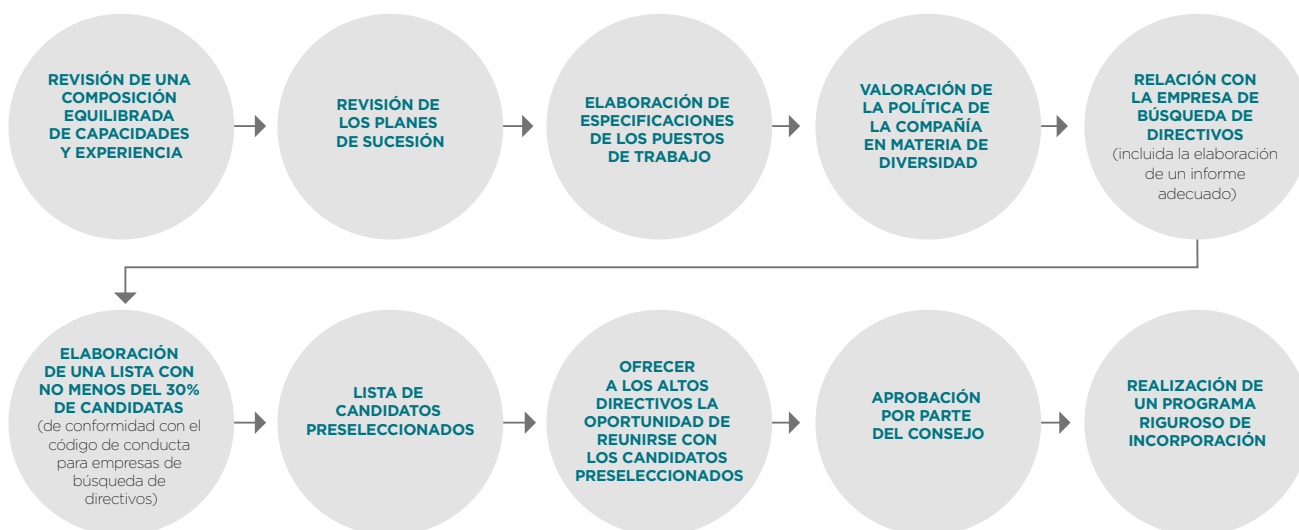 REVISIÓN DE UNA
COMPOSICIÓN
EQUILIBRADA
DE CAPACIDADES
Y EXPERIENCIA
REVISIÓN DE
LOS PLANES
DE SUCESIÓN
ELABORACIÓN DE
ESPECIFICACIONES
DE LOS PUESTOS
DE TRABAJO
VALORACIÓN DE
LA POLÍTICA DE
LA COMPAÑÍA
EN MATERIA DE
DIVERSIDAD
RELACIÓN CON
LA EMPRESA DE
BÚSQUEDA DE
DIRECTIVOS
(incluida la elaboración
de un informe
adecuado)
ELABORACIÓN
DE UNA LISTA CON
NO MENOS DEL 30%
DE CANDIDATAS
(de conformidad con el
código de conducta
para empresas de
búsqueda de
directivos)
LISTA DE
CANDIDATOS
PRESELECCIONADOS
OFRECER
A LOS ALTOS
DIRECTIVOS LA
OPORTUNIDAD DE
REUNIRSE CON
LOS CANDIDATOS
PRESELECCIONADOS
APROBACIÓN
POR PARTE
DEL CONSEJO
REALIZACIÓN DE
UN PROGRAMA
RIGUROSO DE
INCORPORACIÓN